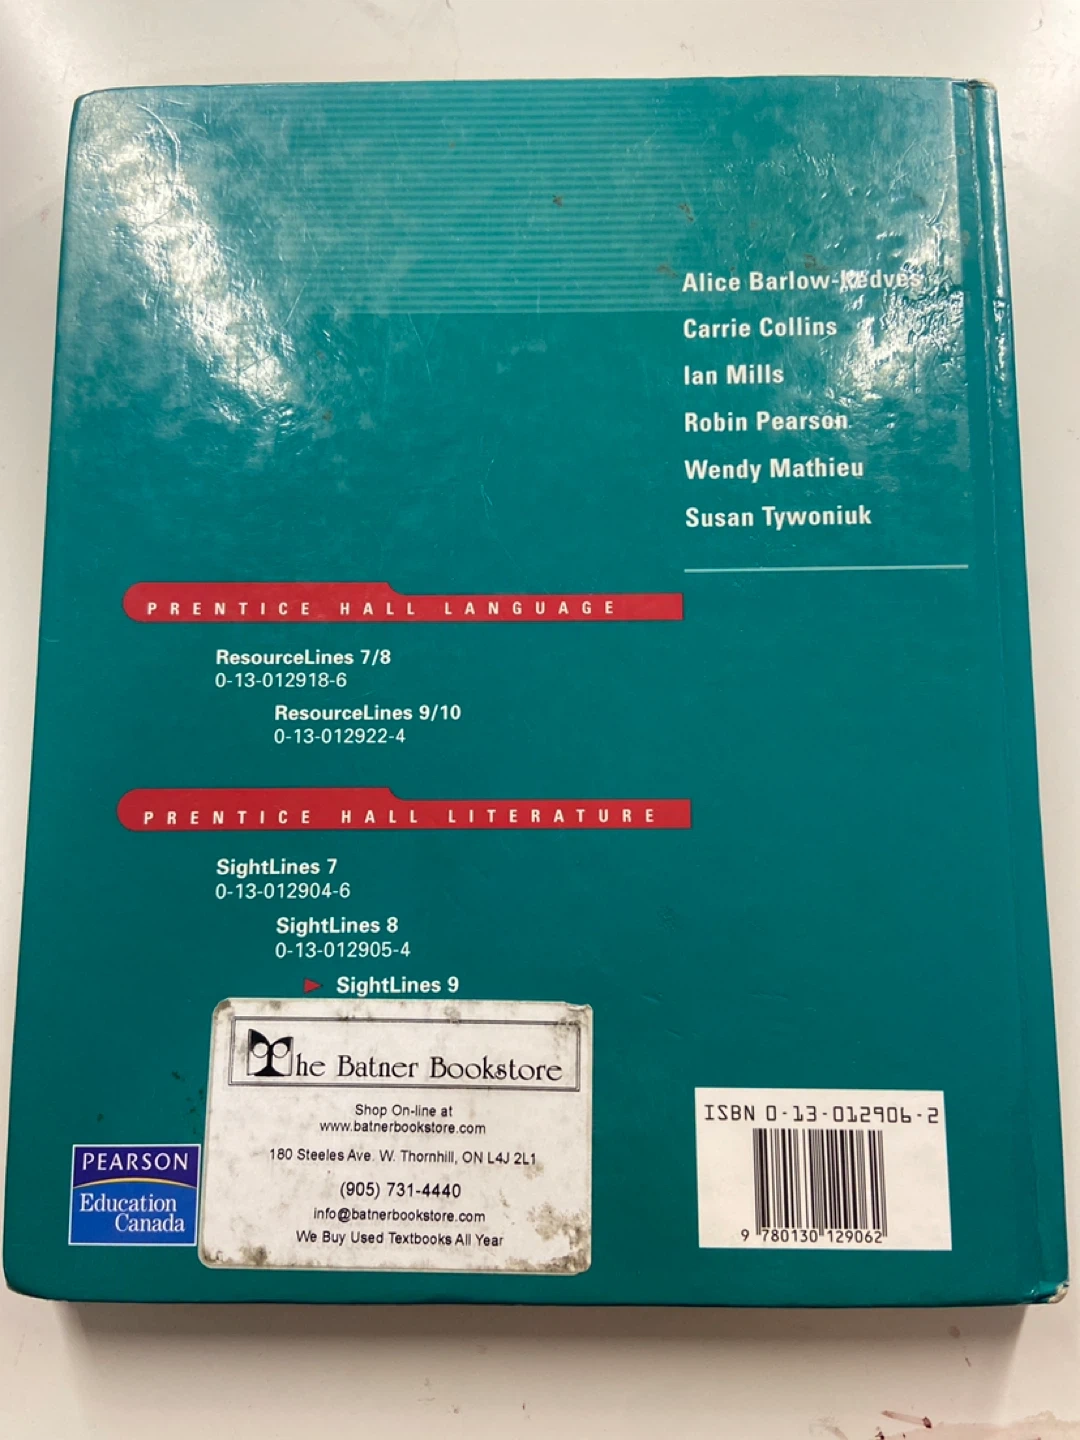 Alice Barlow-Kedves
Carrie Collins
Ian Mills
Robin Pearson
Wendy Mathieu
Susan Tywoniuk
PRENTICE HALL LANGUAGE
ResourceLines 7/8
0-13-012918-6
ResourceLines 9/10
0-13-012922-4
PRENTICE HALL LITERATURE
SightLines 7
0-13-012904-6
SightLines 8
0-13-012905-4
SightLines 9
The Batner Bookstore
Shop On-line at
www.batnerbookstore.com
180 Steeles Ave. W. Thornhill, ON L4J 2L1
(905) 731-4440
info@batnerbookstore.com
We Buy Used Textbooks All Year
PEARSON
Education
Canada
ISBN 0-13-012906-2
9 780130 129062